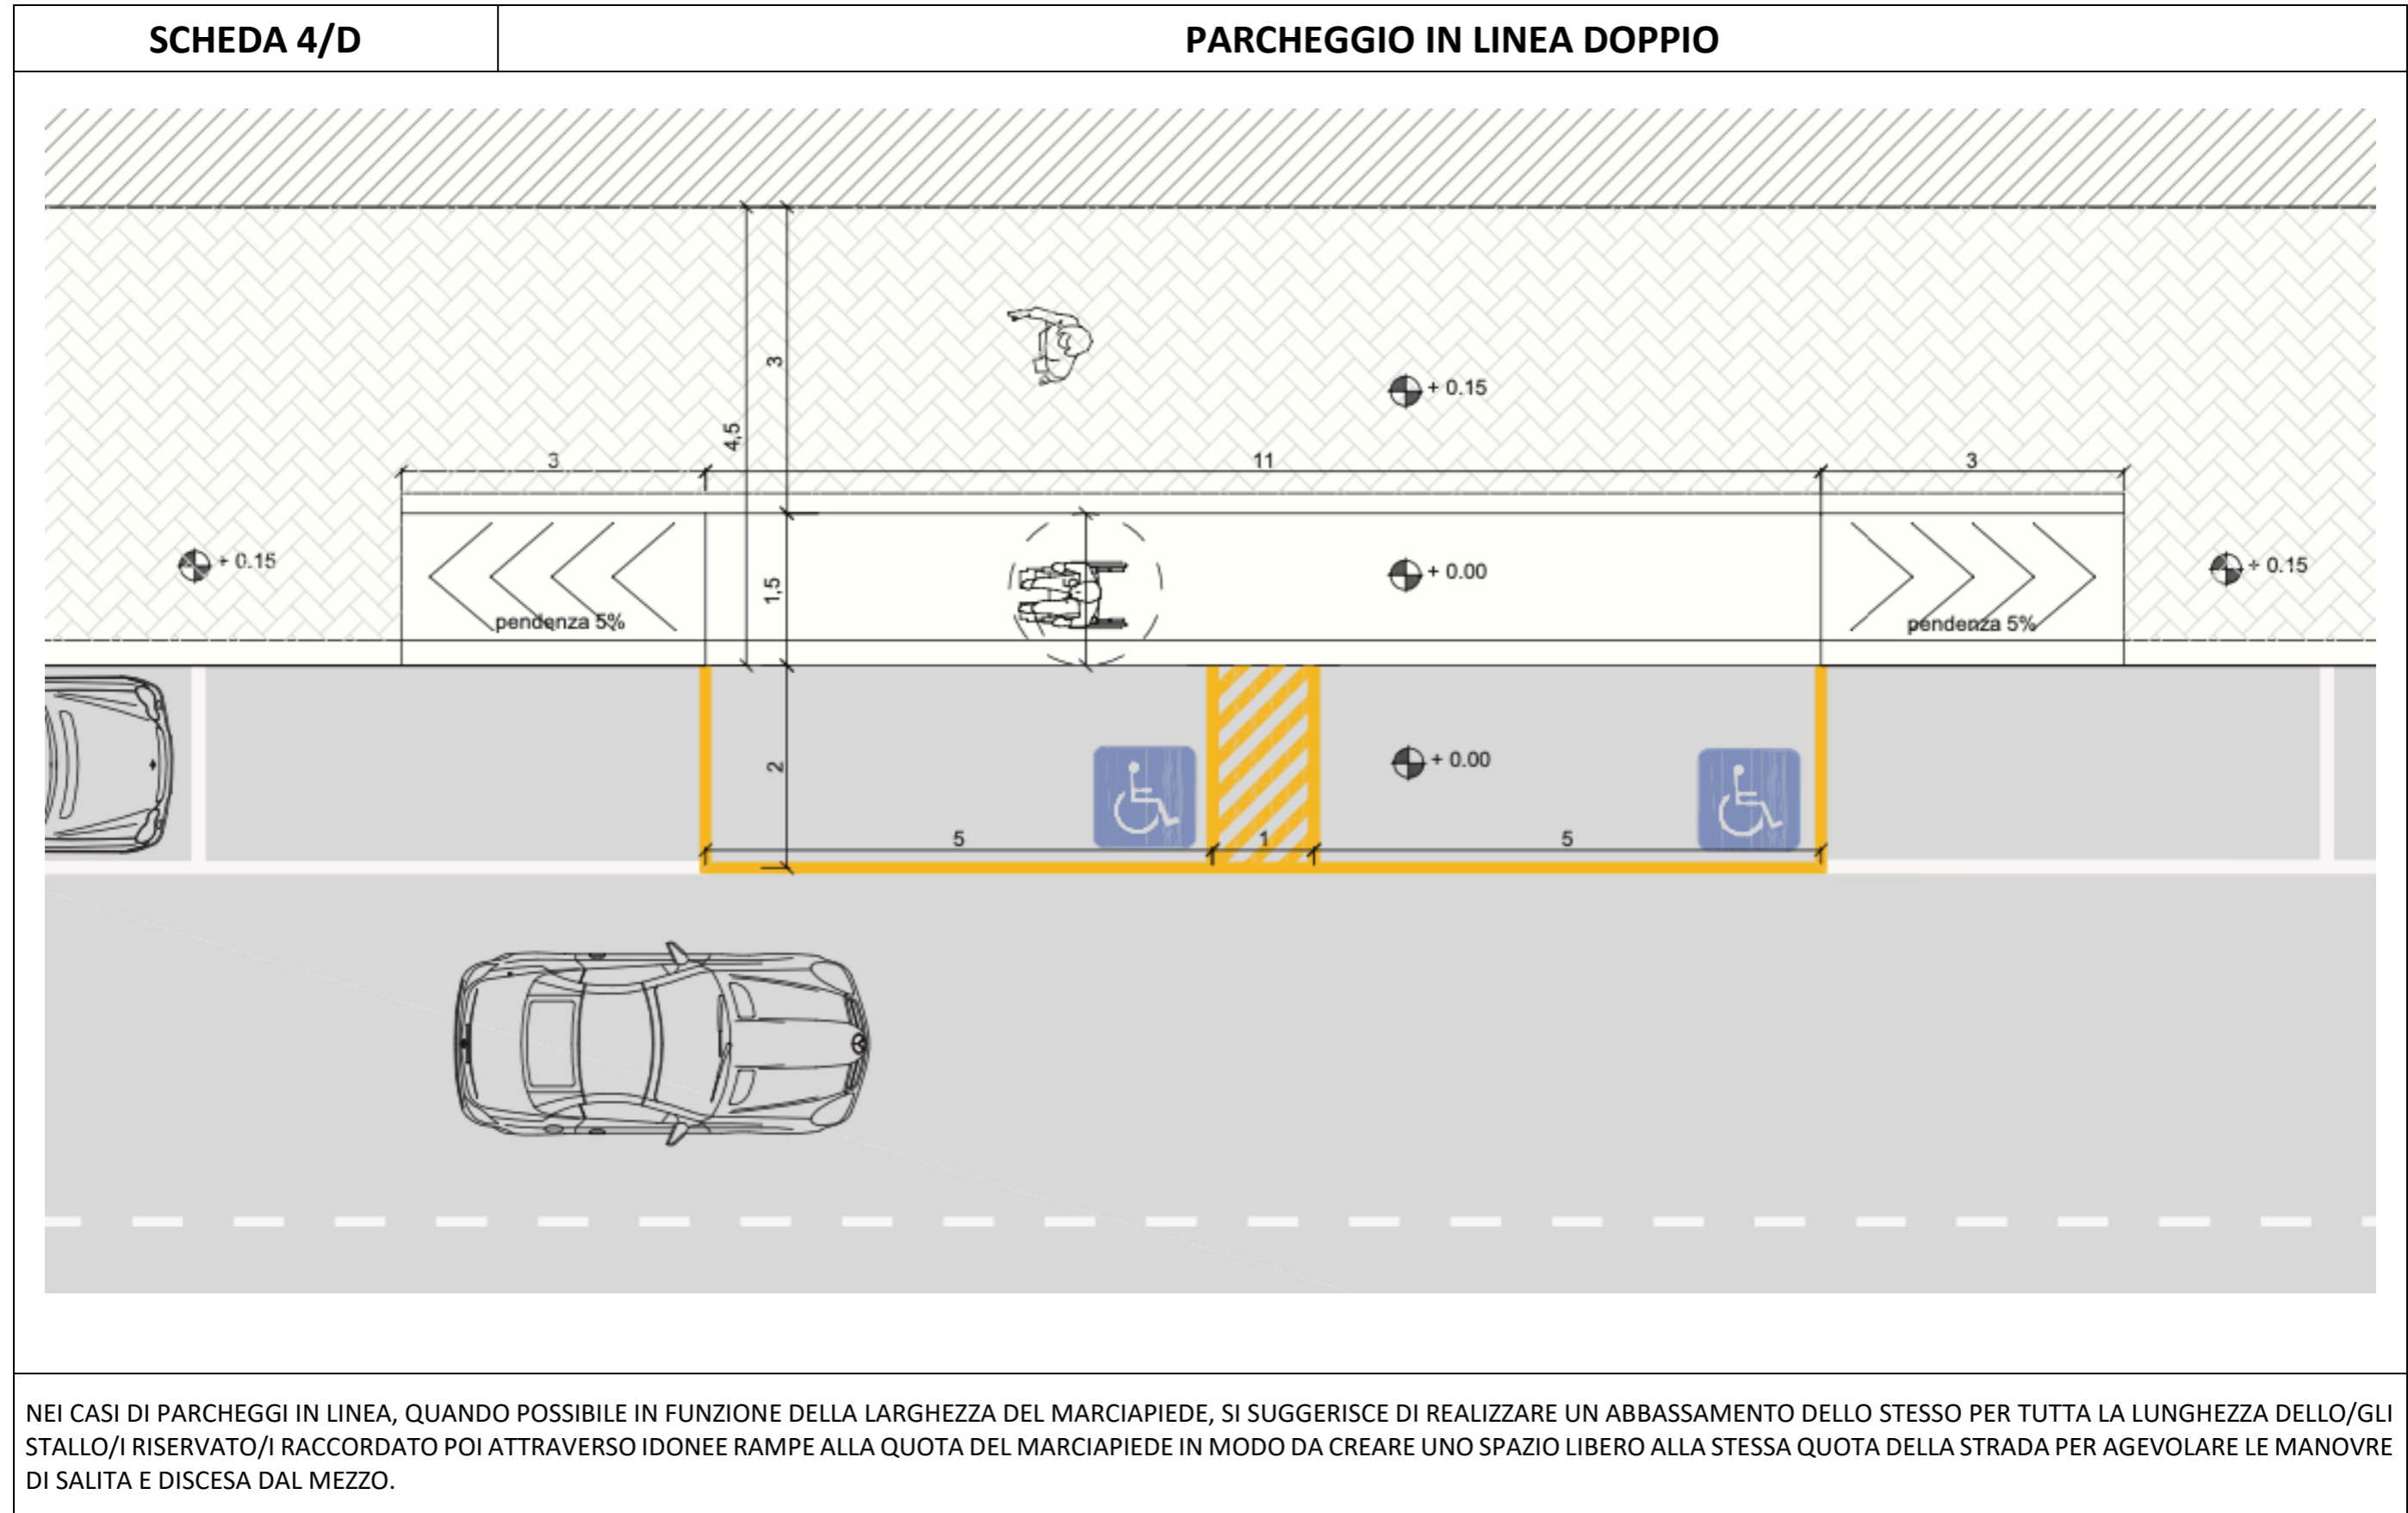 SCHEDA 4/D
PARCHEGGIO IN LINEA DOPPIO
3
+ 0.15
4,5
3
11
3
+ 0.15
1,5
+ 0.00
+ 0.15
pendenza 5%
pendenza 5%
2
+ 0.00
5
1
5
NEI CASI DI PARCHEGGI IN LINEA, QUANDO POSSIBILE IN FUNZIONE DELLA LARGHEZZA DEL MARCIAPIEDE, SI SUGGERISCE DI REALIZZARE UN ABBASSAMENTO DELLO STESSO PER TUTTA LA LUNGHEZZA DELLO/GLI
STALLO/I RISERVATO/I RACCORDATO POI ATTRAVERSO IDONEE RAMPE ALLA QUOTA DEL MARCIAPIEDE IN MODO DA CREARE UNO SPAZIO LIBERO ALLA STESSA QUOTA DELLA STRADA PER AGEVOLARE LE MANOVRE
DI SALITA E DISCESA DAL MEZZO.